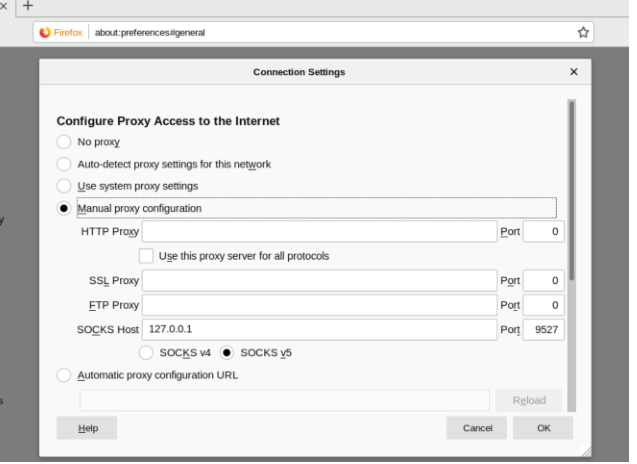 Firefox about:preferences#general
Connection Settings
Configure Proxy Access to the Internet
No proxy
Auto-detect proxy settings for this network
Use system proxy settings
Manual proxy configuration
HTTP Proxy Port 0
Use this proxy server for all protocols
SSL Proxy Port 0
FTP Proxy Port 0
SOCKS Host 127.0.0.1 Port 9527
SOCKS v4 SOCKS v5
Automatic proxy configuration URL
Reload
Help Cancel OK